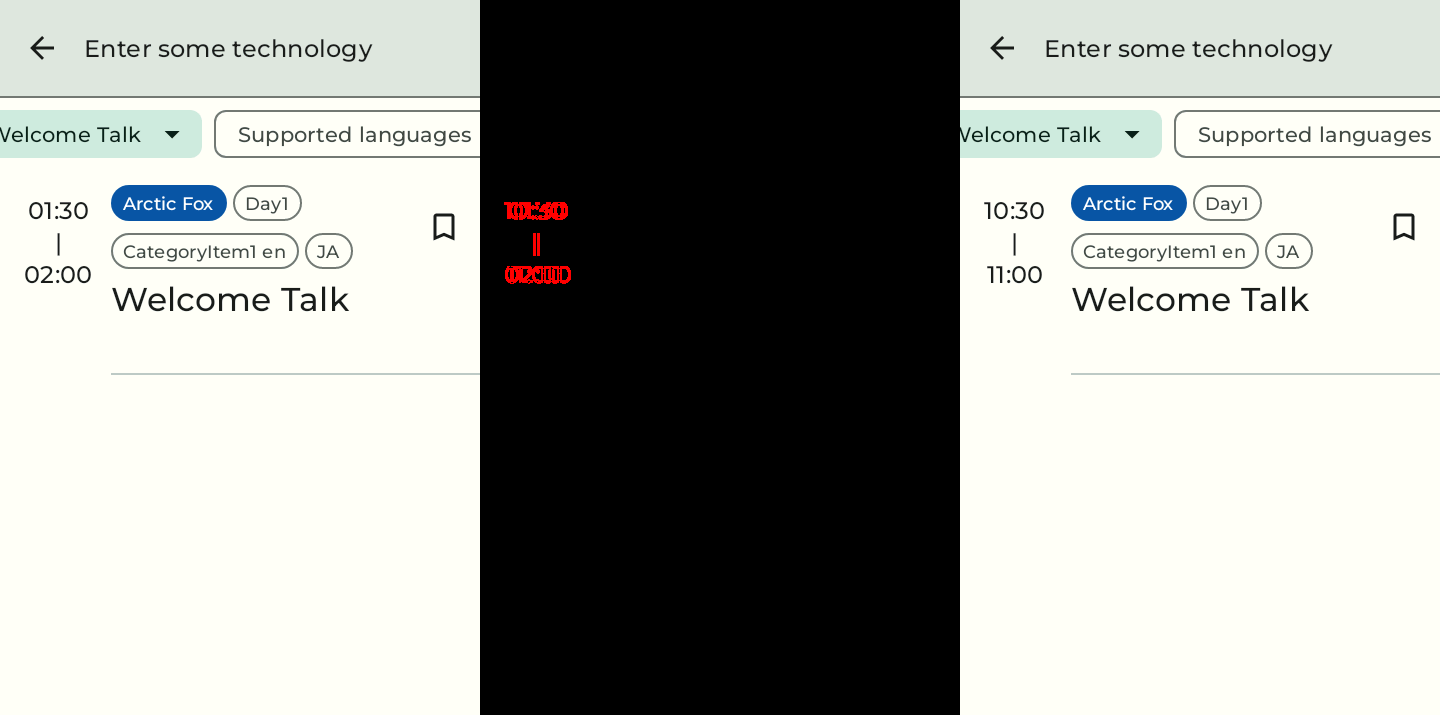 Enter some technology
Welcome Talk
Supported languages
01:30
|
02:00
Arctic Fox
Day1
CategoryItem1 en
JA
Welcome Talk
Enter some technology
Welcome Talk
Supported languages
10:30
|
11:00
Arctic Fox
Day1
CategoryItem1 en
JA
Welcome Talk